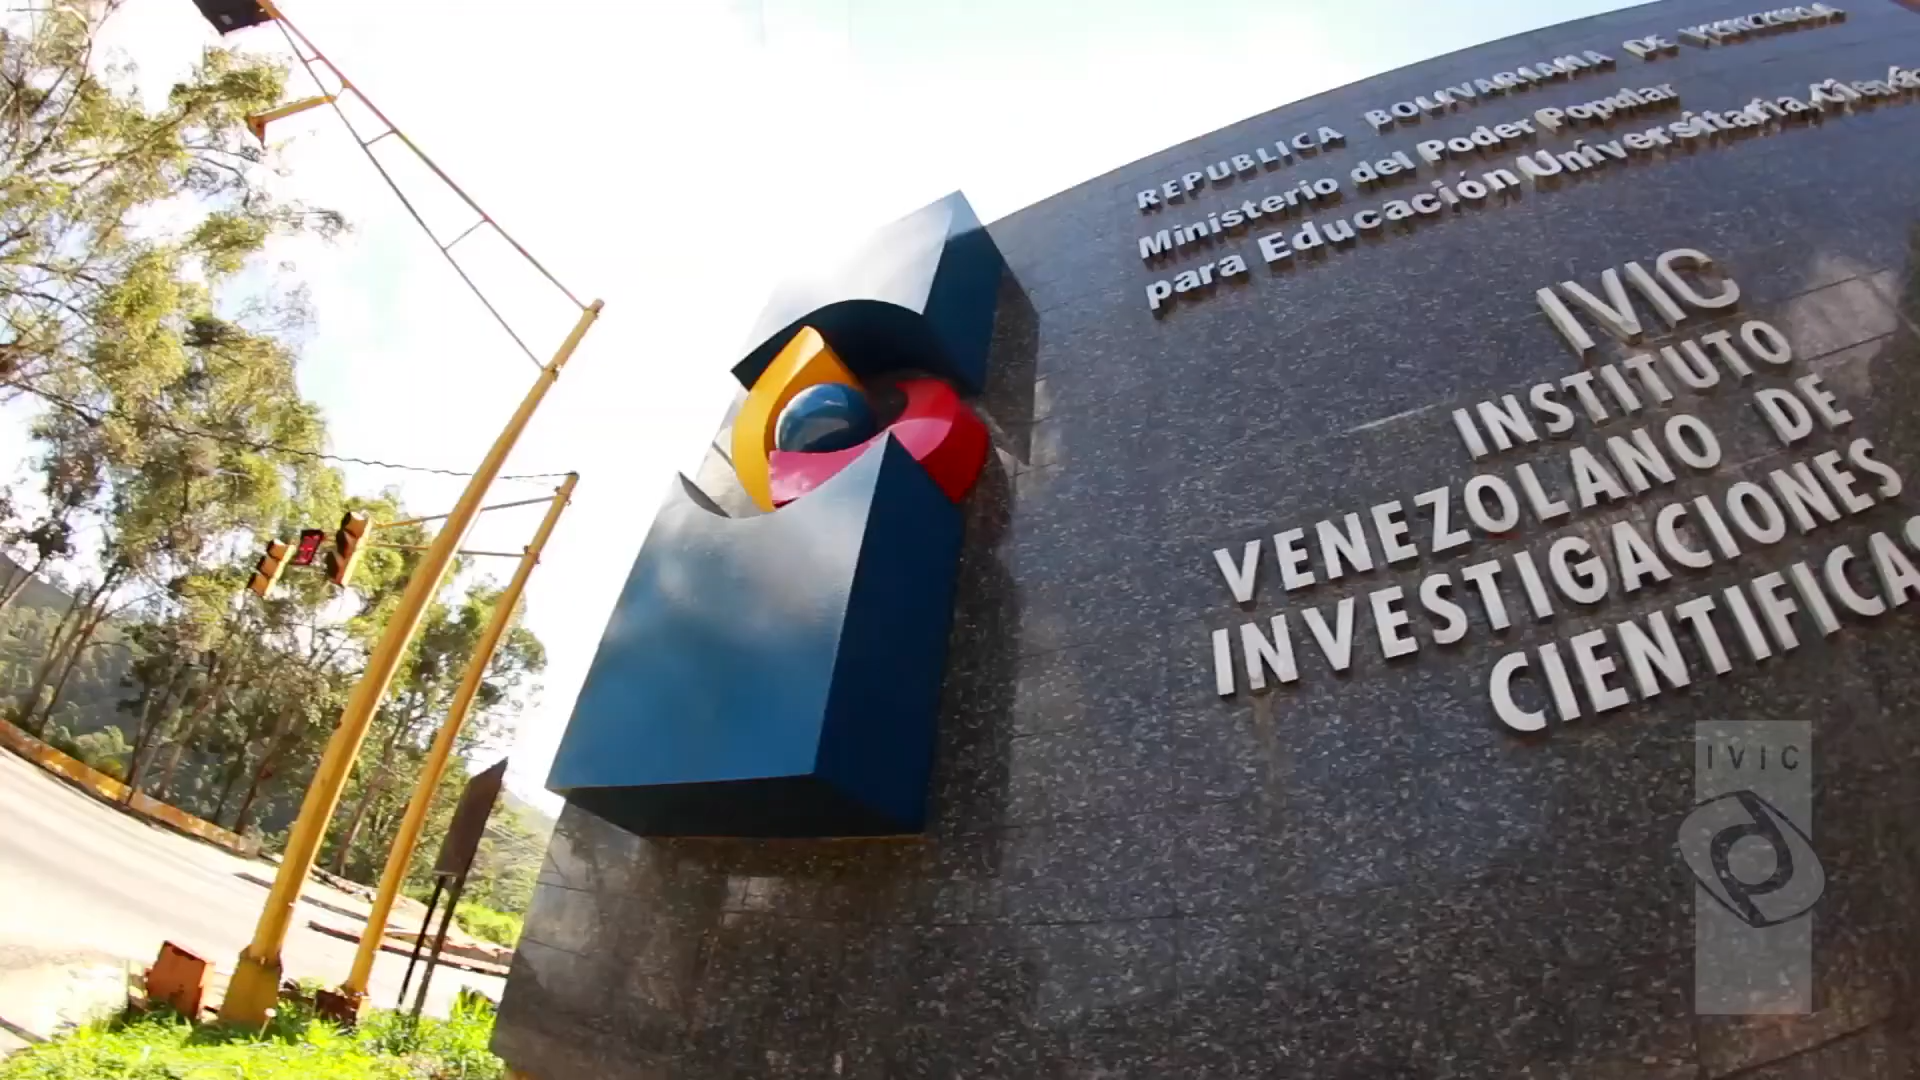 REPUBLICA BOLIVARIANA DE VENEZUELA
Ministerio del Poder Popular
para Educación Universitaria,
IVIC
INSTITUTO
VENEZOLANO DE
INVESTIGACIONES
CIENTIFICAS
IVIC